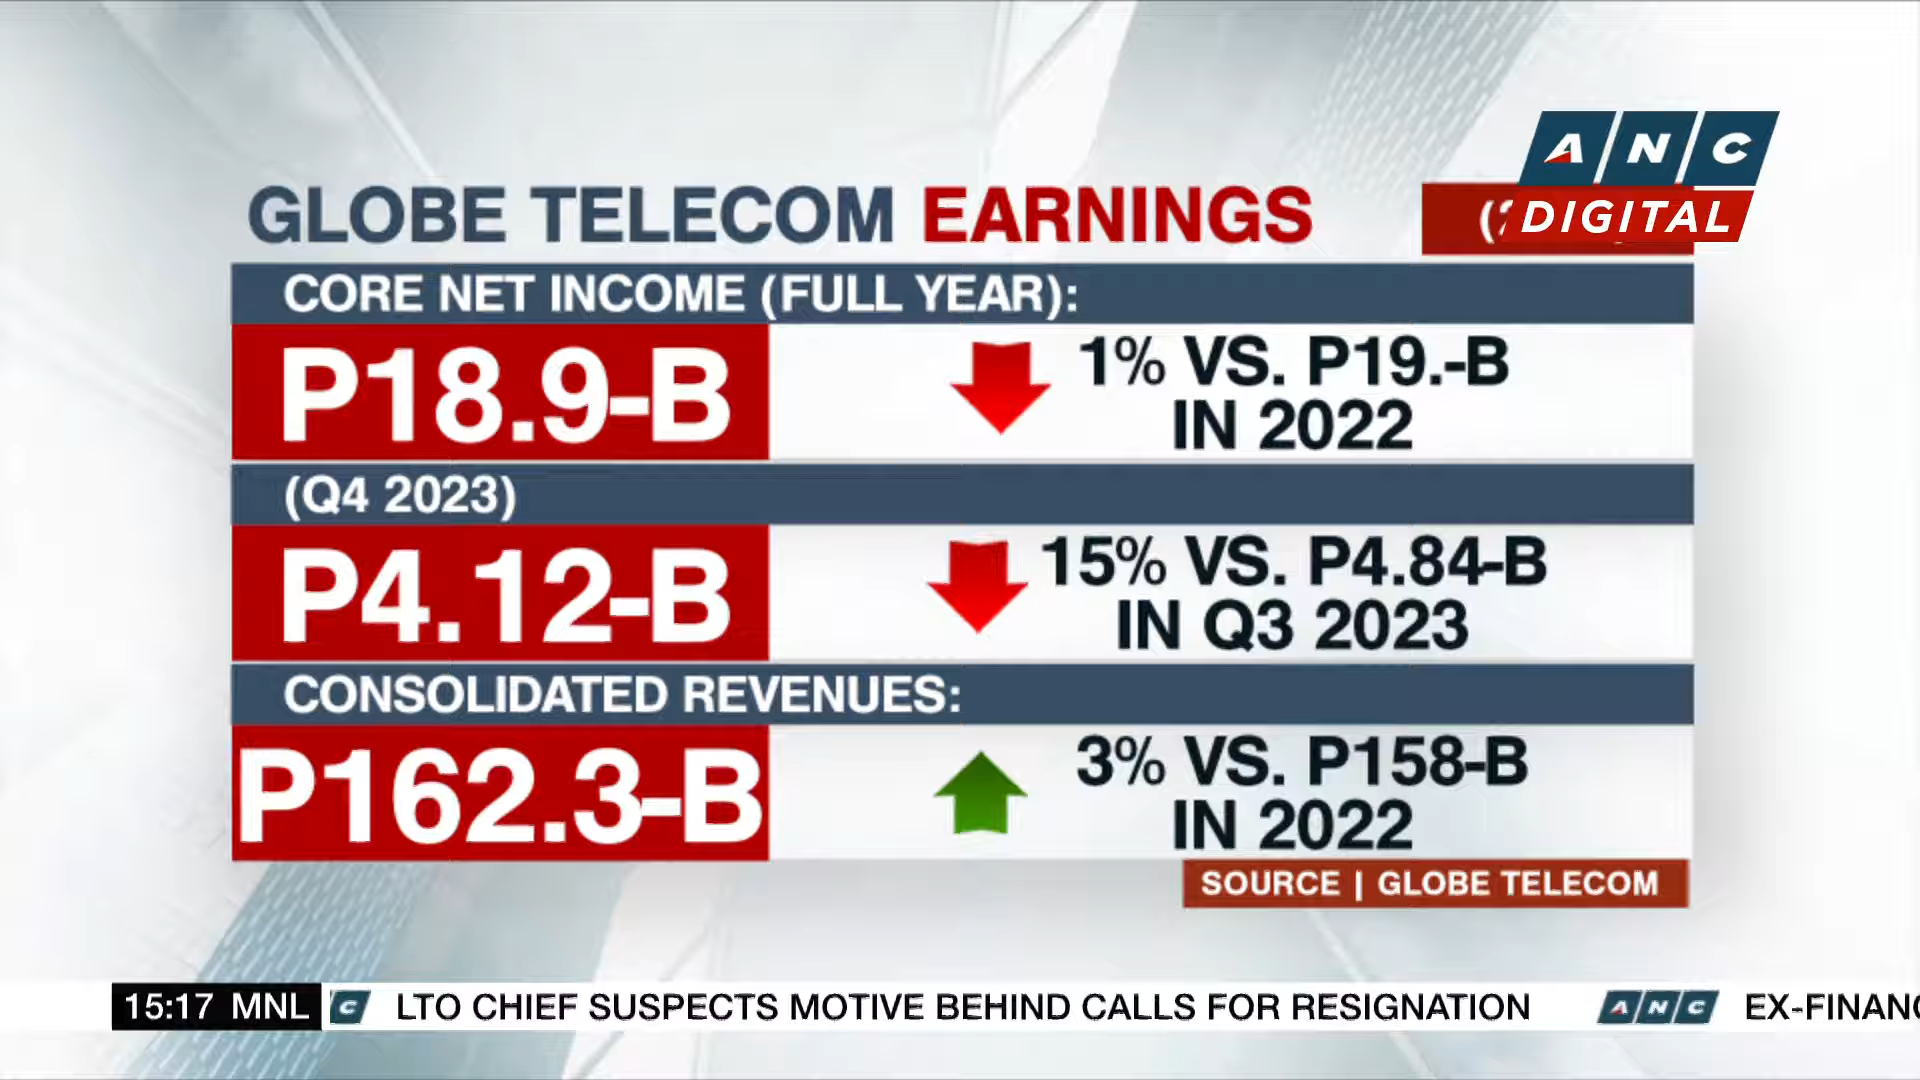 ANC
DIGITAL
GLOBE TELECOM EARNINGS
CORE NET INCOME (FULL YEAR):
P18.9-B
1% VS. P19.-B
IN 2022
(Q4 2023)
P4.12-B
15% VS. P4.84-B
IN Q3 2023
CONSOLIDATED REVENUES:
P162.3-B
3% VS. P158-B
IN 2022
SOURCE | GLOBE TELECOM
15:17 MNL C LTO CHIEF SUSPECTS MOTIVE BEHIND CALLS FOR RESIGNATION ANC